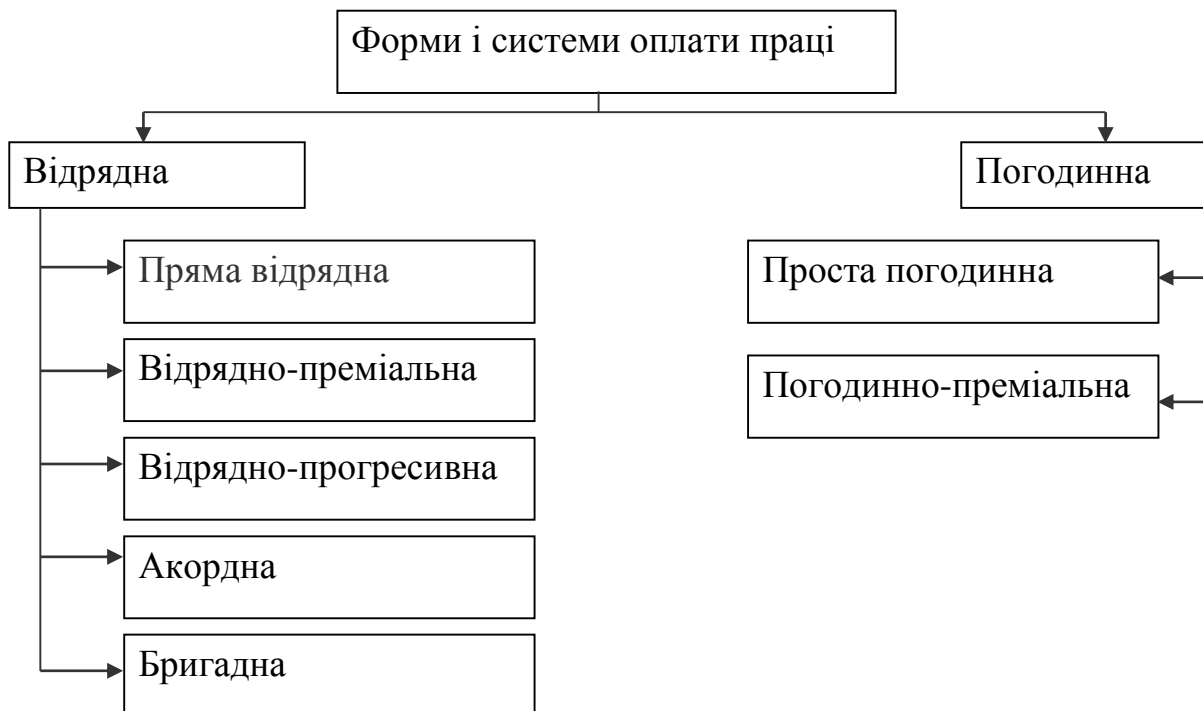 Форми і системи оплати праці
Відрядна
Погодинна
Пряма відрядна
Проста погодинна
Відрядно-преміальна
Погодинно-преміальна
Відрядно-прогресивна
Акордна
Бригадна